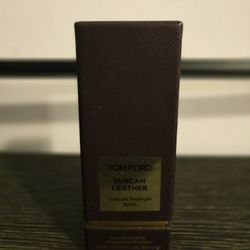 TOM FORD
TUSCAN
LEATHER
EAU DE PARFUM